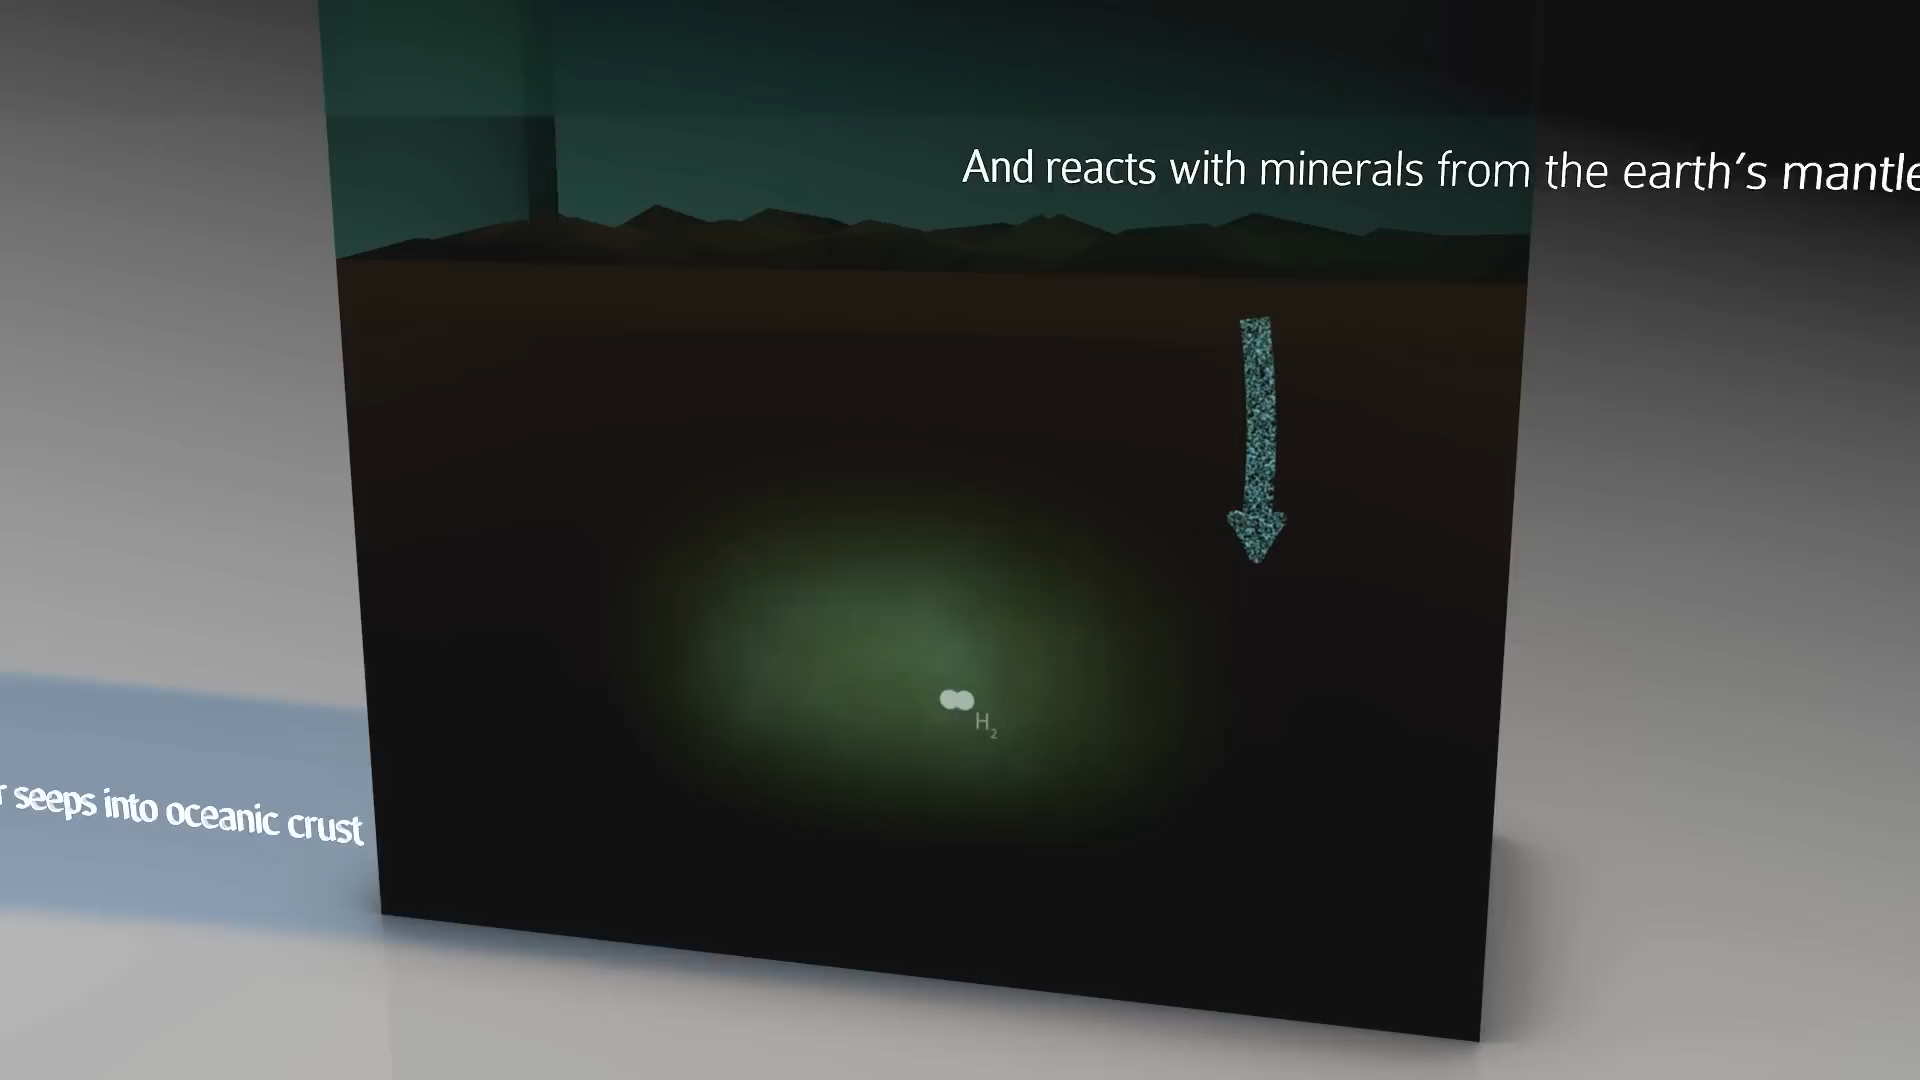 And reacts with minerals from the earth's mantle
H₂
seeps into oceanic crust